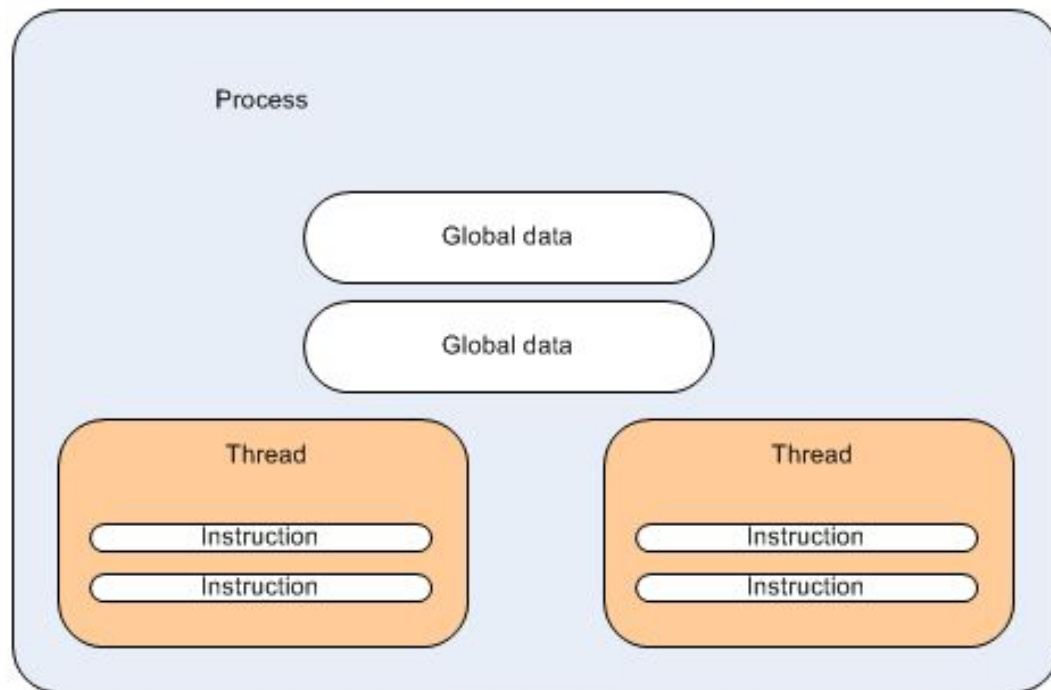 Process
Global data
Global data
Thread
Thread
Instruction
Instruction
Instruction
Instruction